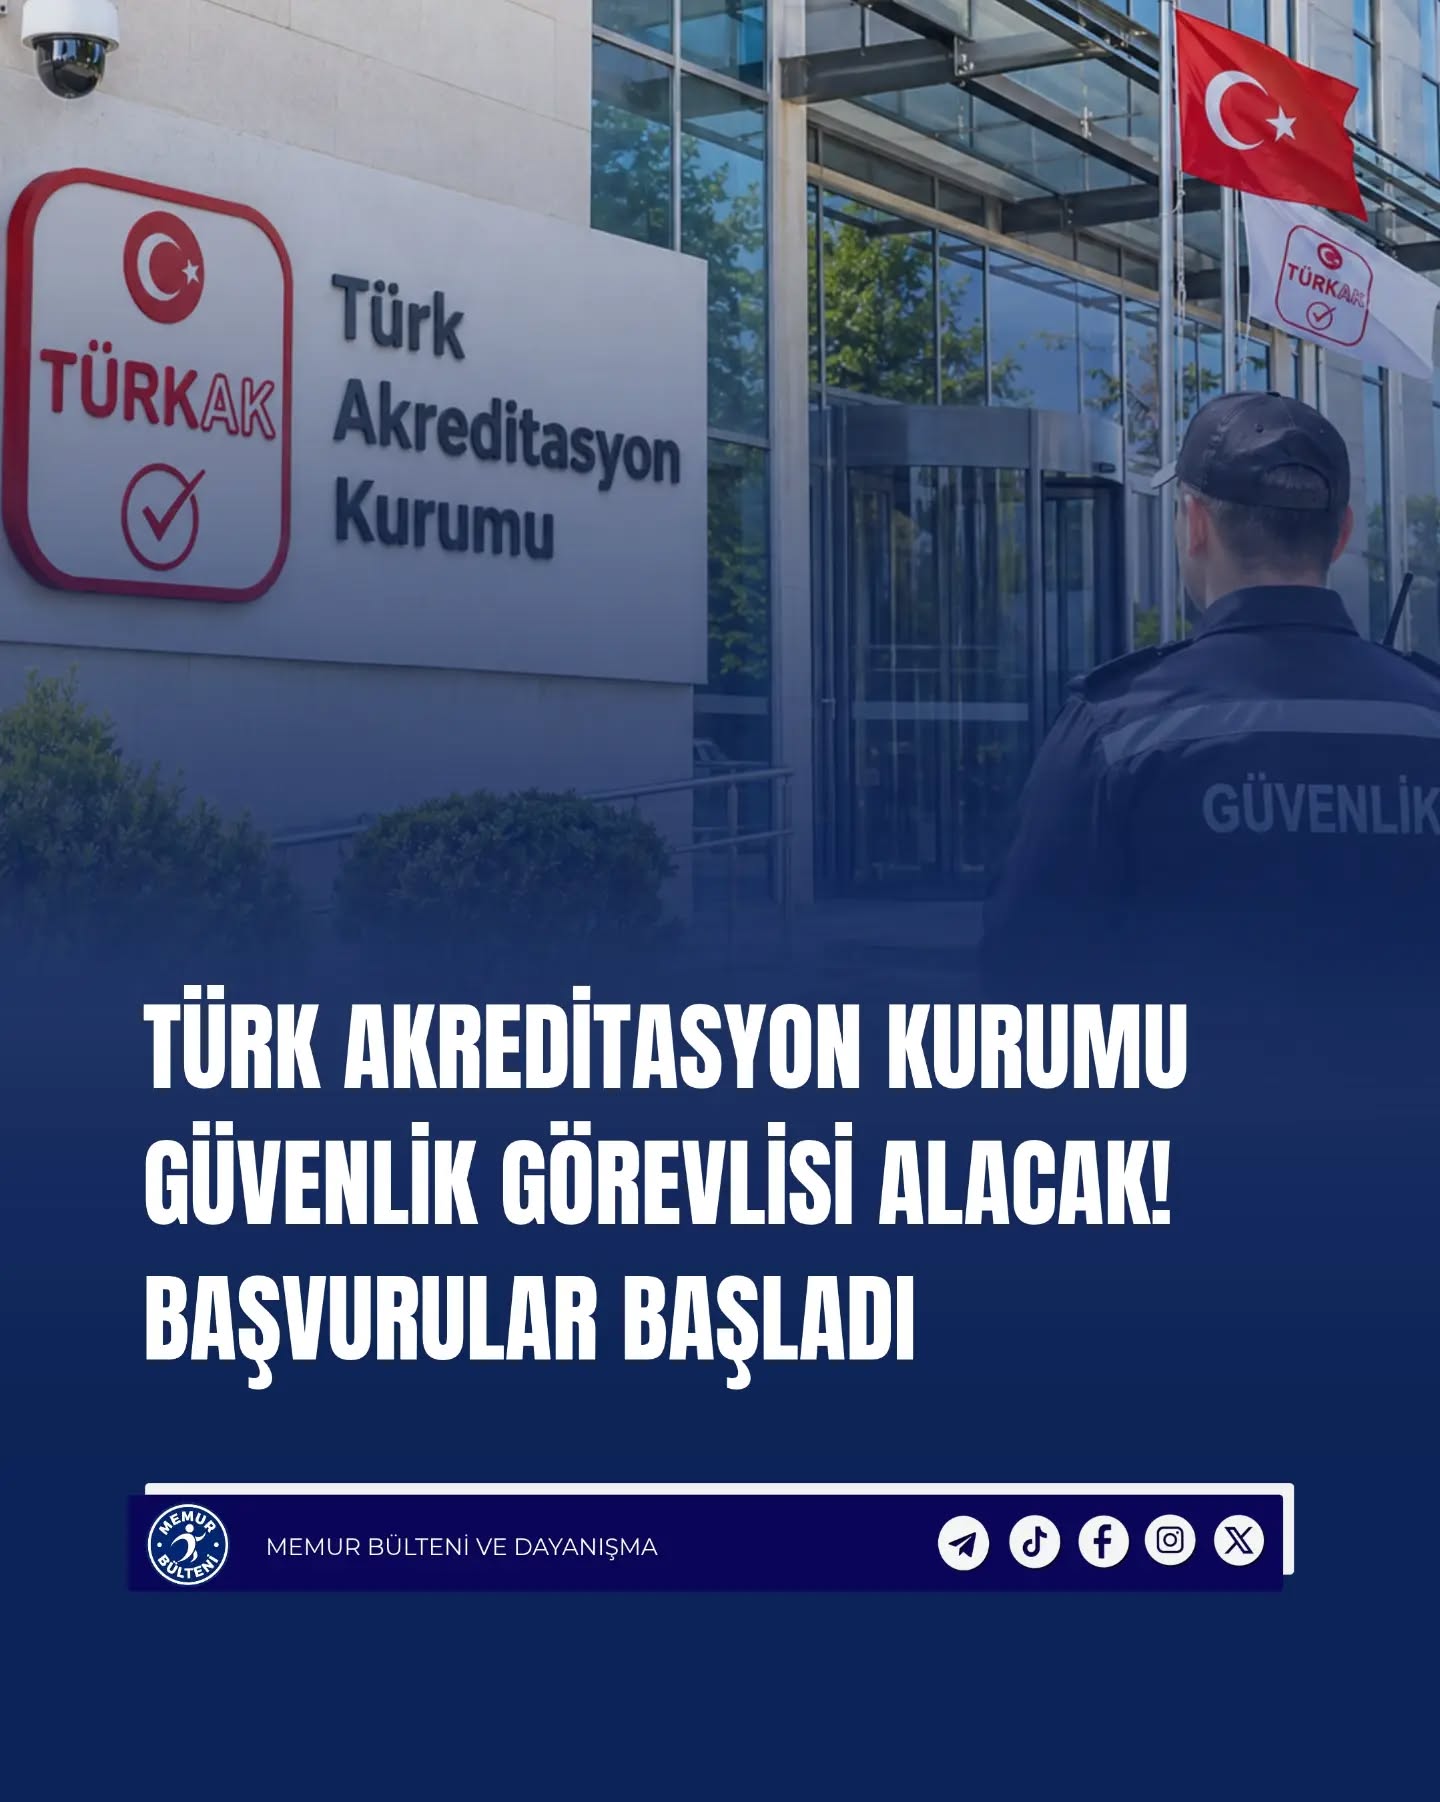 TÜRKAK
Türk
Akreditasyon
Kurumu
TÜRKAK
GÜVENLİK
TÜRK AKREDİTASYON KURUMU
GÜVENLİK GÖREVLİSİ ALACAK!
BAŞVURULAR BAŞLADI
MEMUR
BÜLTENİ
MEMUR BÜLTENİ VE DAYANIŞMA